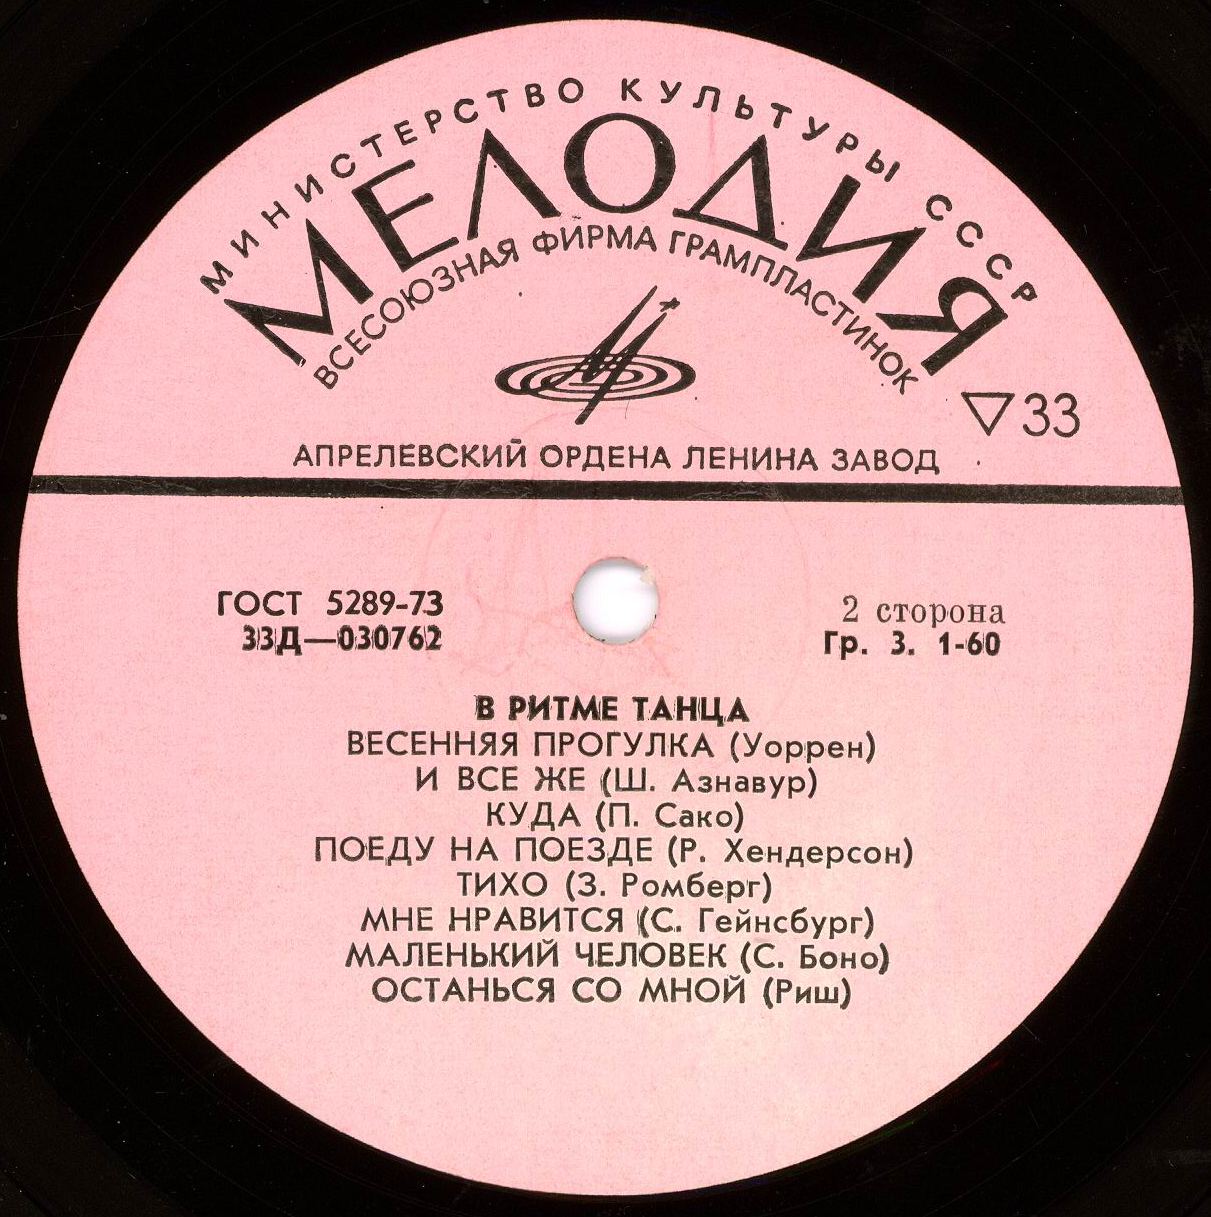 МИНИСТЕРСТВО КУЛЬТУРЫ СССР
МЕЛОДИЯ
ВСЕСОЮЗНАЯ ФИРМА ГРАМПЛАСТИНОК
▽33
АПРЕЛЕВСКИЙ ОРДЕНА ЛЕНИНА ЗАВОД
ГОСТ 5289-73
33Д—030762
2 сторона
Гр. 3. 1-60
В РИТМЕ ТАНЦА
ВЕСЕННЯЯ ПРОГУЛКА (Уоррен)
И ВСЕ ЖЕ (Ш. Азнавур)
КУДА (П. Сако)
ПОЕДУ НА ПОЕЗДЕ (Р. Хендерсон)
ТИХО (З. Ромберг)
МНЕ НРАВИТСЯ (С. Гейнсбург)
МАЛЕНЬКИЙ ЧЕЛОВЕК (С. Боно)
ОСТАНЬСЯ СО МНОЙ (Риш)